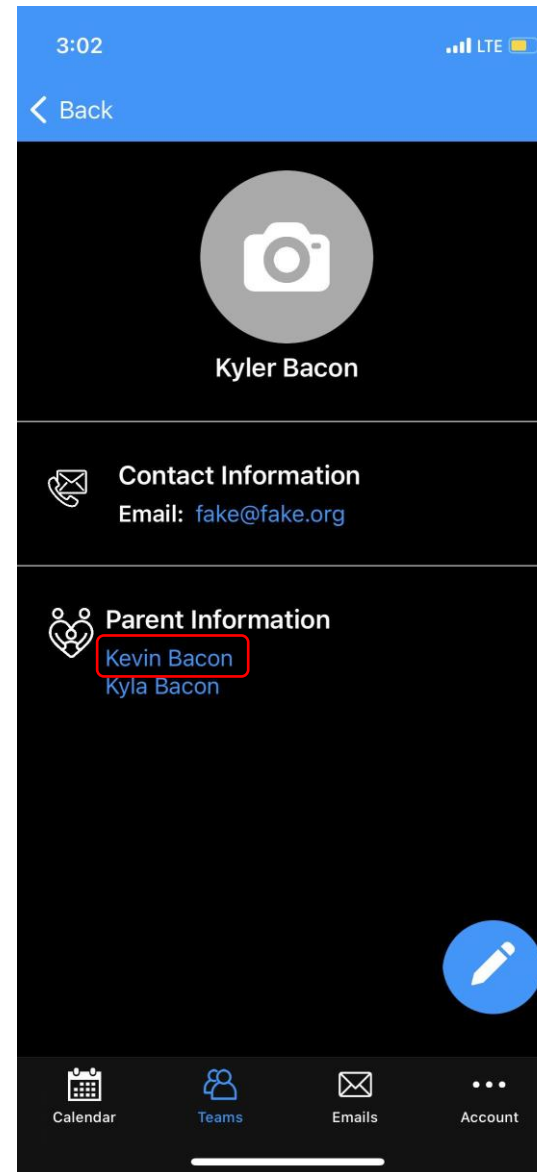 3:02 LTE
Back
Kyler Bacon
Contact Information
Email: fake@fake.org
Parent Information
Kevin Bacon
Kyla Bacon
Calendar Teams Emails Account